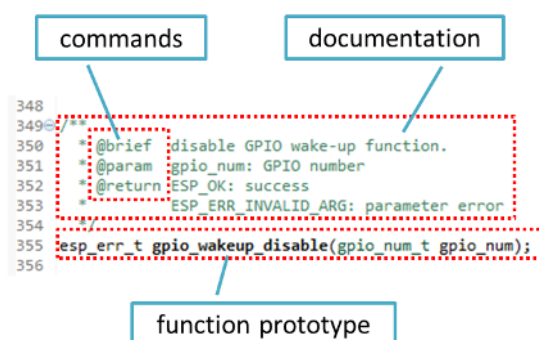 commands
documentation
348
349 /**
350 * @brief disable GPIO wake-up function.
351 * @param gpio_num: GPIO number
352 * @return ESP_OK: success
353 * ESP_ERR_INVALID_ARG: parameter error
354 */
355 esp_err_t gpio_wakeup_disable(gpio_num_t gpio_num);
356
function prototype